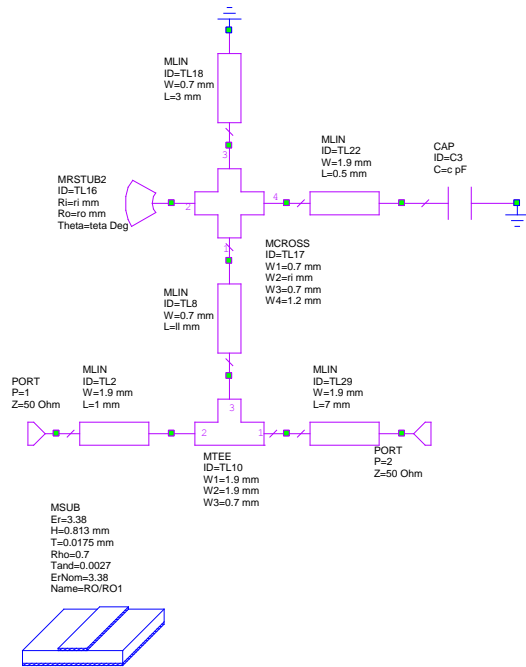 MLIN
ID=TL18
W=0.7 mm
L=3 mm
3
MLIN
ID=TL22
W=1.9 mm
L=0.5 mm
CAP
ID=C3
C=c pF
MRSTUB2
ID=TL16
Ri=ri mm
Ro=ro mm
Theta=teta Deg
2
4
1
MCROSS
ID=TL17
W1=0.7 mm
W2=ri mm
W3=0.7 mm
W4=1.2 mm
MLIN
ID=TL8
W=0.7 mm
L=ll mm
PORT
P=1
Z=50 Ohm
MLIN
ID=TL2
W=1.9 mm
L=1 mm
3
2
1
MLIN
ID=TL29
W=1.9 mm
L=7 mm
PORT
P=2
Z=50 Ohm
MTEE
ID=TL10
W1=1.9 mm
W2=1.9 mm
W3=0.7 mm
MSUB
Er=3.38
H=0.813 mm
T=0.0175 mm
Rho=0.7
Tand=0.0027
ErNom=3.38
Name=RO/RO1